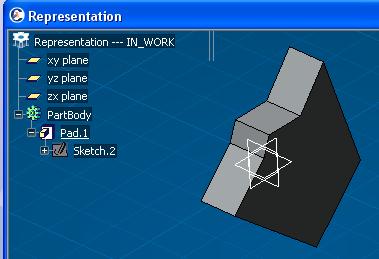 Representation
Representation --- IN_WORK
xy plane
yz plane
zx plane
PartBody
Pad.1
Sketch.2